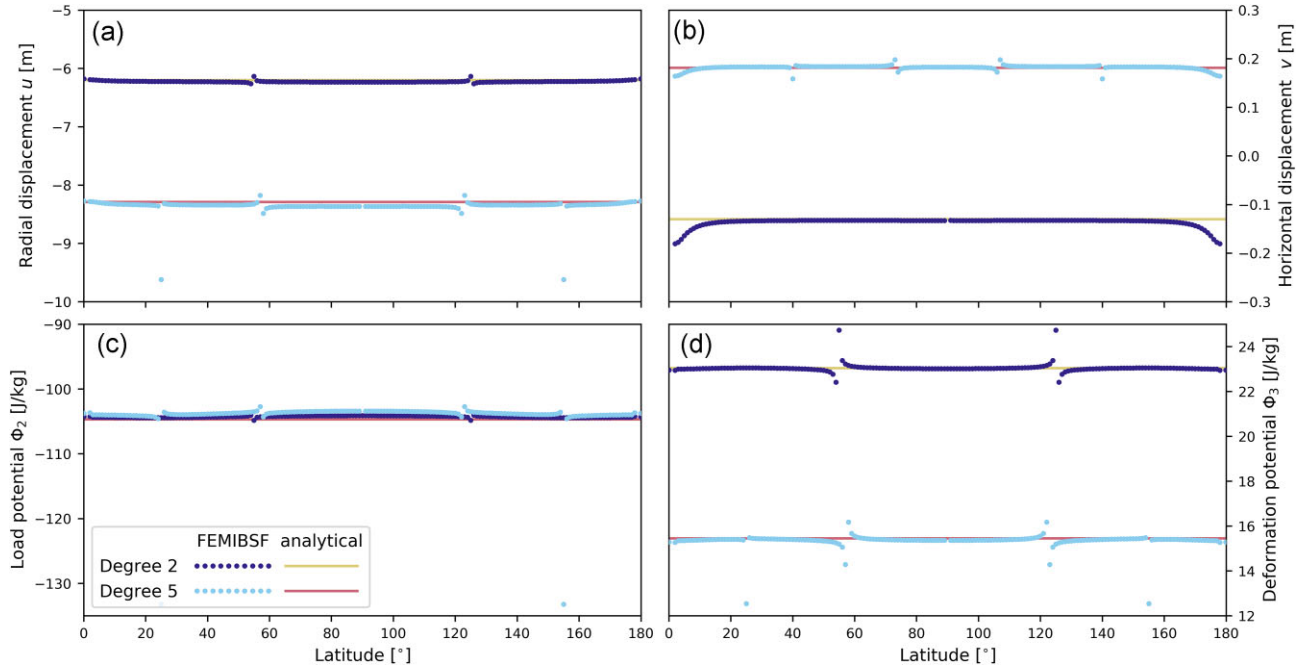 (a)
Radial displacement u [m]
−5
−6
−7
−8
−9
−10
(b)
Horizontal displacement v [m]
0.3
0.2
0.1
0.0
−0.1
−0.2
−0.3
(c)
Load potential Φ2 [J/kg]
−90
−100
−110
−120
−130
FEMIBSF analytical
Degree 2
Degree 5
0 20 40 60 80 100 120 140 160 180
Latitude [°]
(d)
Deformation potential Φ3 [J/kg]
24
22
20
18
16
14
12
0 20 40 60 80 100 120 140 160 180
Latitude [°]